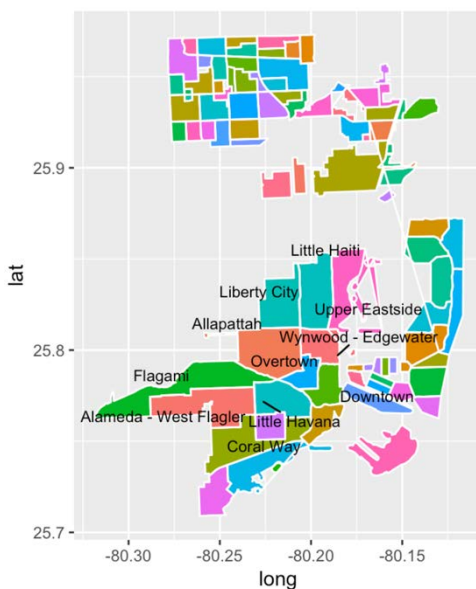 25.9
Little Haiti
Liberty City
Upper Eastside
Allapattah
Wynwood - Edgewater
25.8
Overtown
Flagami
Downtown
Alameda - West Flagler
Little Havana
Coral Way
25.7
lat
-80.30 -80.25 -80.20 -80.15
long